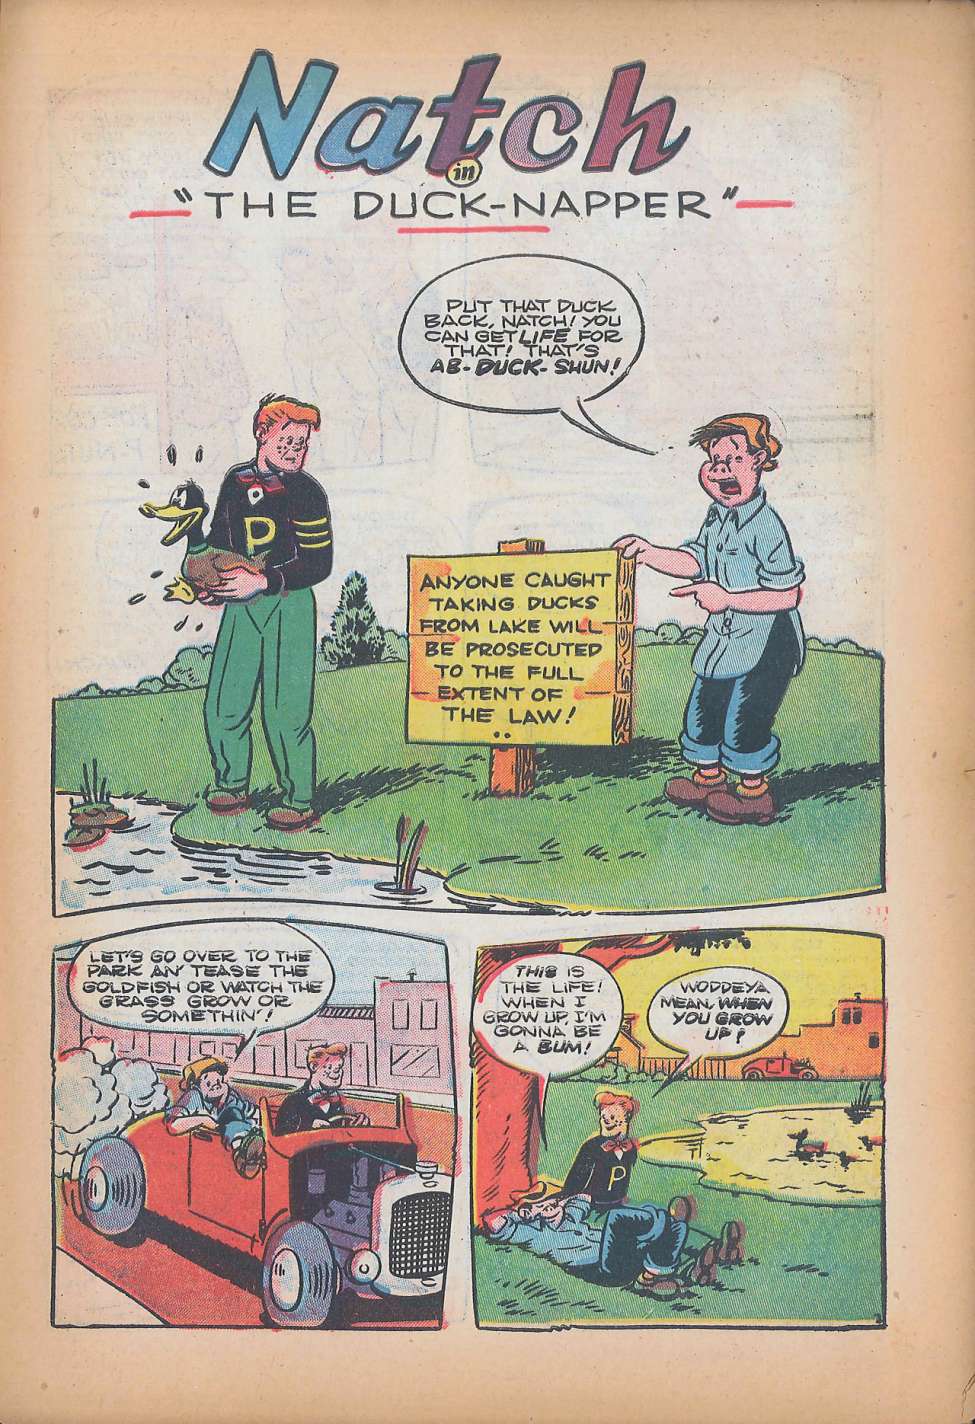 Natch
in
"THE DUCK-NAPPER"
PUT THAT DUCK
BACK, NATCH! YOU
CAN GET LIFE FOR
THAT! THAT'S
AB-DUCK-SHUN!
P
ANYONE CAUGHT
TAKING DUCKS
FROM LAKE WILL
BE PROSECUTED
TO THE FULL
EXTENT OF
THE LAW!
LET'S GO OVER TO THE
PARK AN' TEASE THE
GOLDFISH OR WATCH THE
GRASS GROW OR
SOMETHIN'!
THIS IS
THE LIFE!
WHEN I
GROW UP, I'M
GONNA BE
A BUM!
WODDEYA
MEAN, WHEN
YOU GROW
UP?
P